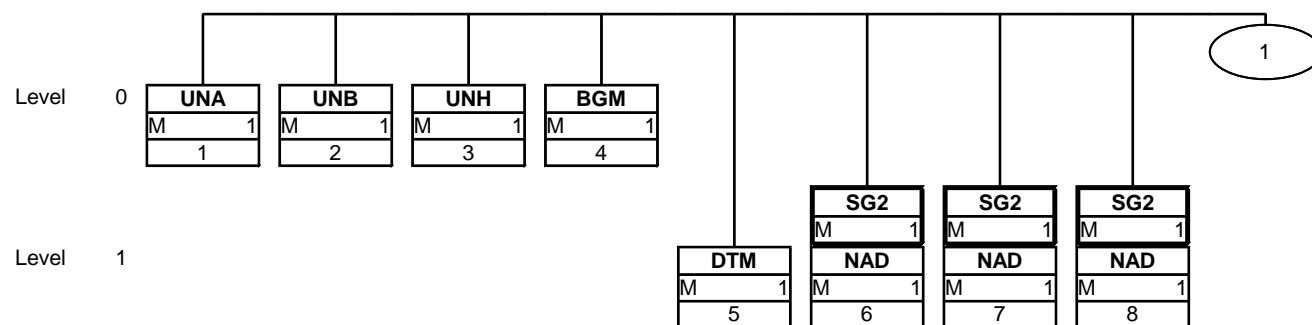 1
Level 0 UNA UNB UNH BGM
M 1 M 1 M 1 M 1
1 2 3 4
SG2 SG2 SG2
M 1 M 1 M 1
Level 1 DTM NAD NAD NAD
M 1 M 1 M 1 M 1
5 6 7 8